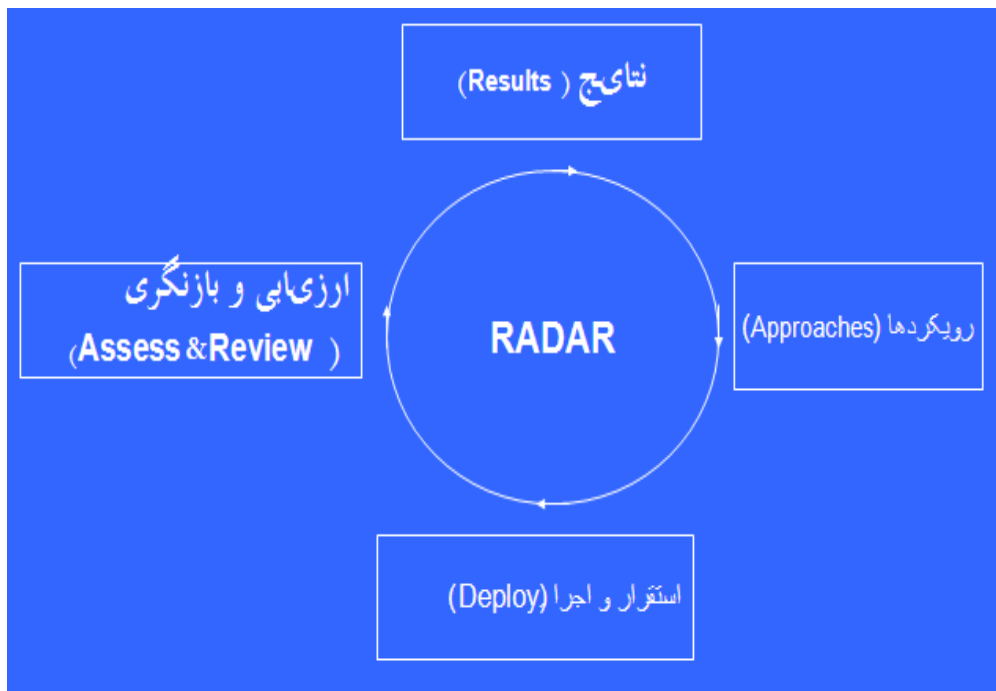 نتایج ( Results)
ارزیابی و بازنگری
( Assess &Review)
RADAR
رویکردها (Approaches)
استقرار و اجرا (Deploy)